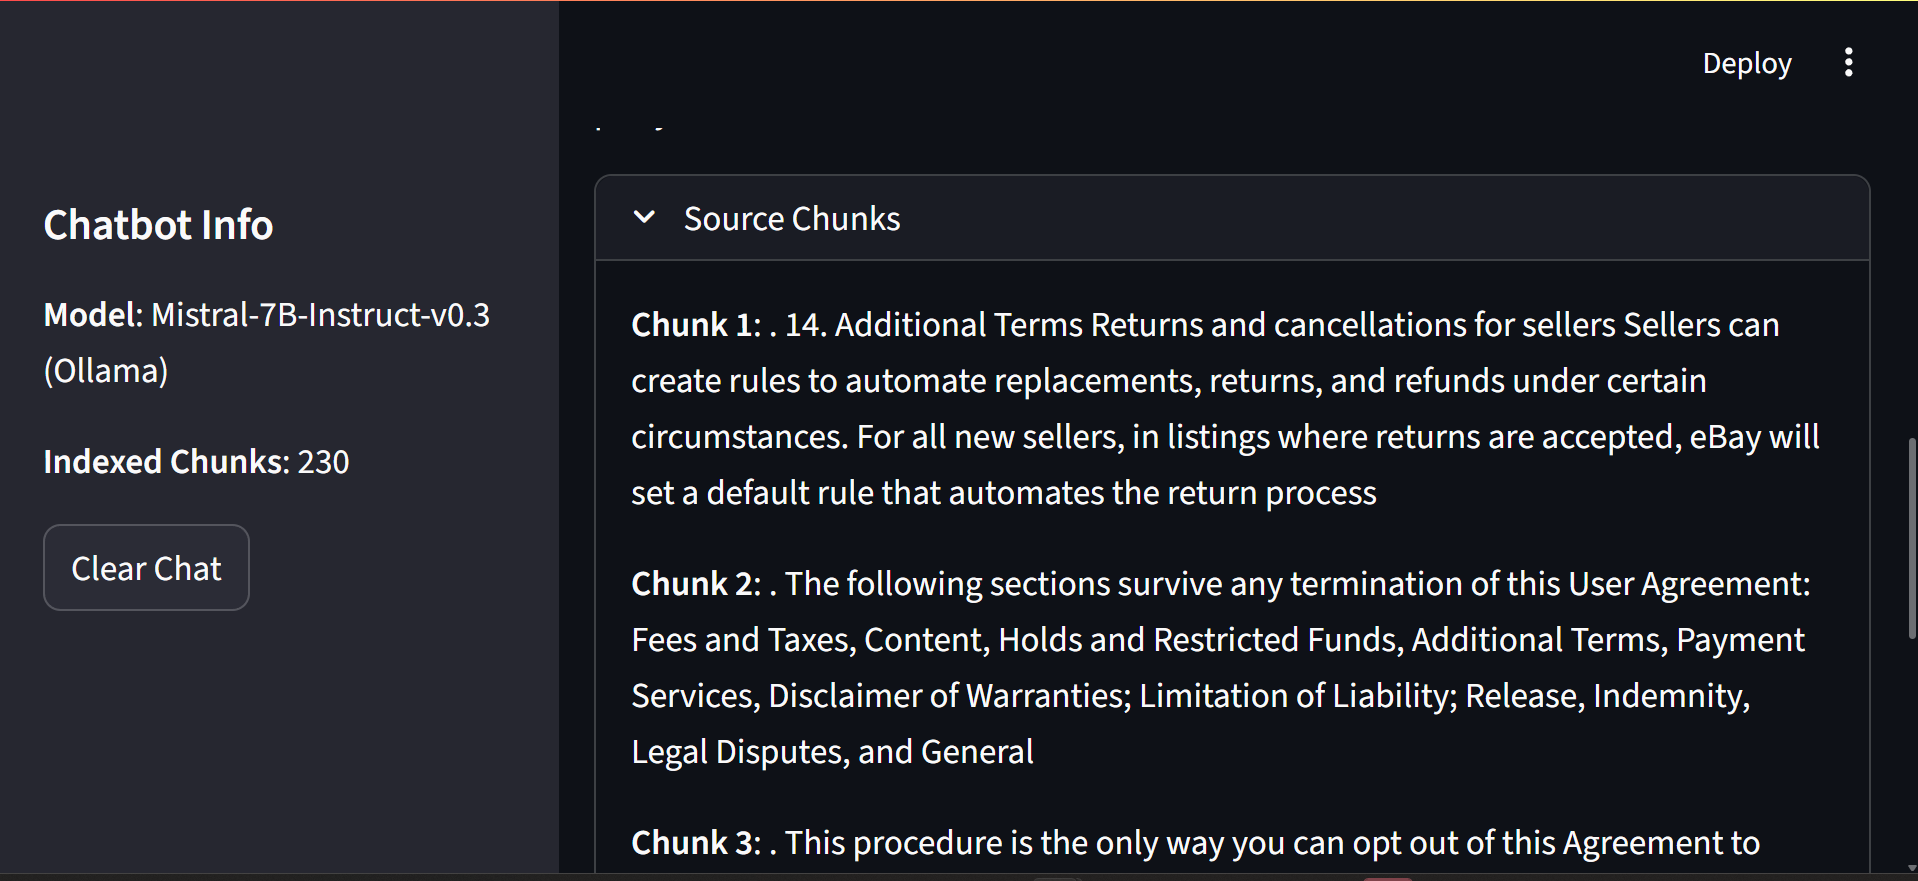 Deploy
Chatbot Info
Model: Mistral-7B-Instruct-v0.3
(Ollama)
Indexed Chunks: 230
Clear Chat
Source Chunks
Chunk 1: . 14. Additional Terms Returns and cancellations for sellers Sellers can
create rules to automate replacements, returns, and refunds under certain
circumstances. For all new sellers, in listings where returns are accepted, eBay will
set a default rule that automates the return process
Chunk 2: . The following sections survive any termination of this User Agreement:
Fees and Taxes, Content, Holds and Restricted Funds, Additional Terms, Payment
Services, Disclaimer of Warranties; Limitation of Liability; Release, Indemnity,
Legal Disputes, and General
Chunk 3: . This procedure is the only way you can opt out of this Agreement to